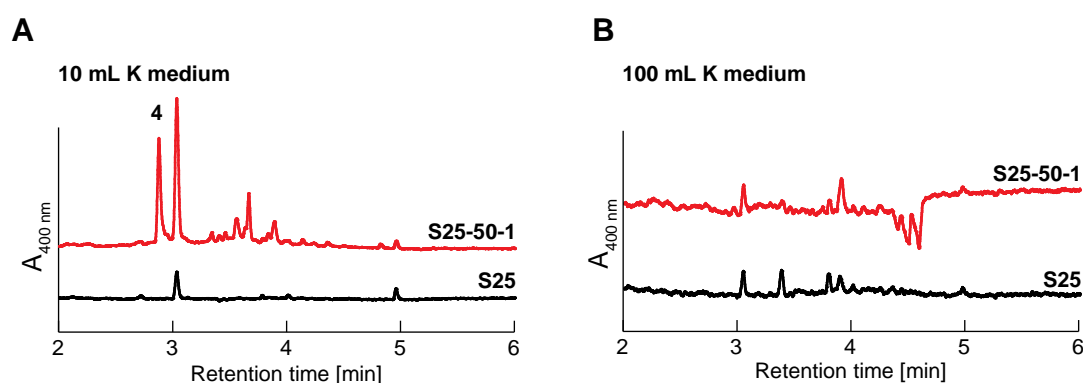 A
10 mL K medium
4
S25-50-1
S25
A400 nm
2 3 4 5 6
Retention time [min]
B
100 mL K medium
S25-50-1
S25
A400 nm
2 3 4 5 6
Retention time [min]